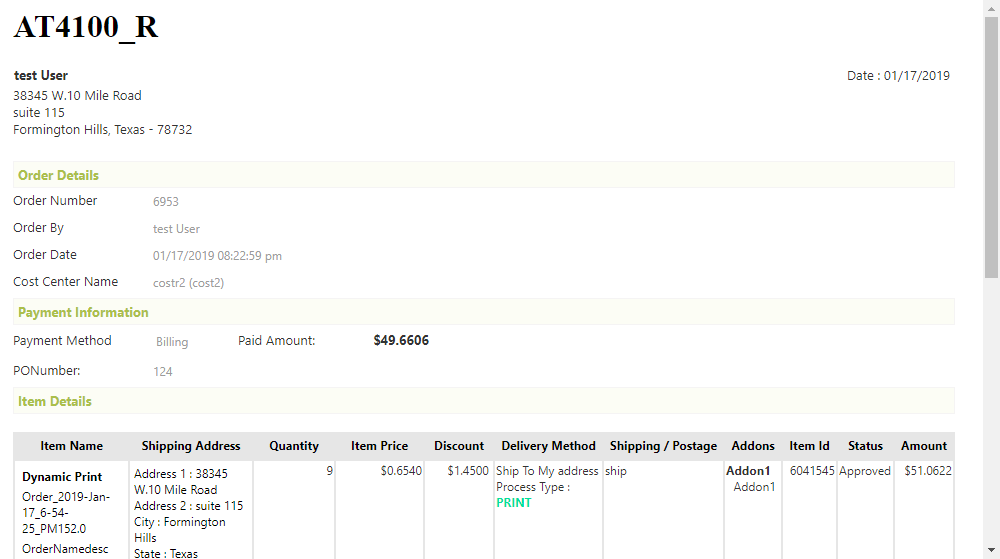 AT4100_R
test User
Date : 01/17/2019
38345 W.10 Mile Road
suite 115
Formington Hills, Texas - 78732
Order Details
Order Number 6953
Order By test User
Order Date 01/17/2019 08:22:59 pm
Cost Center Name costr2 (cost2)
Payment Information
Payment Method Billing Paid Amount: $49.6606
PONumber: 124
Item Details
Item Name Shipping Address Quantity Item Price Discount Delivery Method Shipping / Postage Addons Item Id Status Amount
Dynamic Print
Order_2019-Jan-
17_6-54-
25_PM152.0
OrderNamedesc
Address 1 : 38345
W.10 Mile Road
Address 2 : suite 115
City : Formington
Hills
State : Texas
9
$0.6540
$1.4500
Ship To My address
Process Type :
PRINT
ship
Addon1
Addon1
6041545
Approved
$51.0622